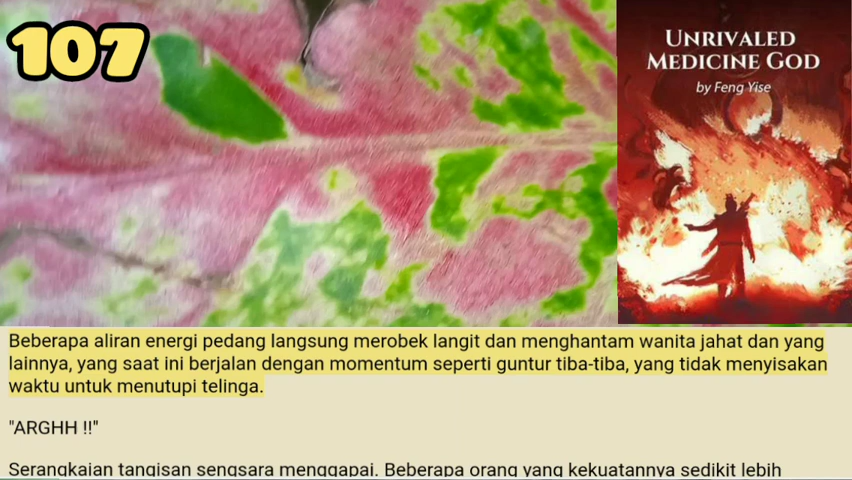 107
UNRIVALED
MEDICINE GOD
by Feng Yise
Beberapa aliran energi pedang langsung merobek langit dan menghantam wanita jahat dan yang
lainnya, yang saat ini berjalan dengan momentum seperti guntur tiba-tiba, yang tidak menyisakan
waktu untuk menutupi telinga.
"ARGHH !!"
Serangkaian tangisan sengsara menggapai. Beberapa orang yang kekuatannya sedikit lebih